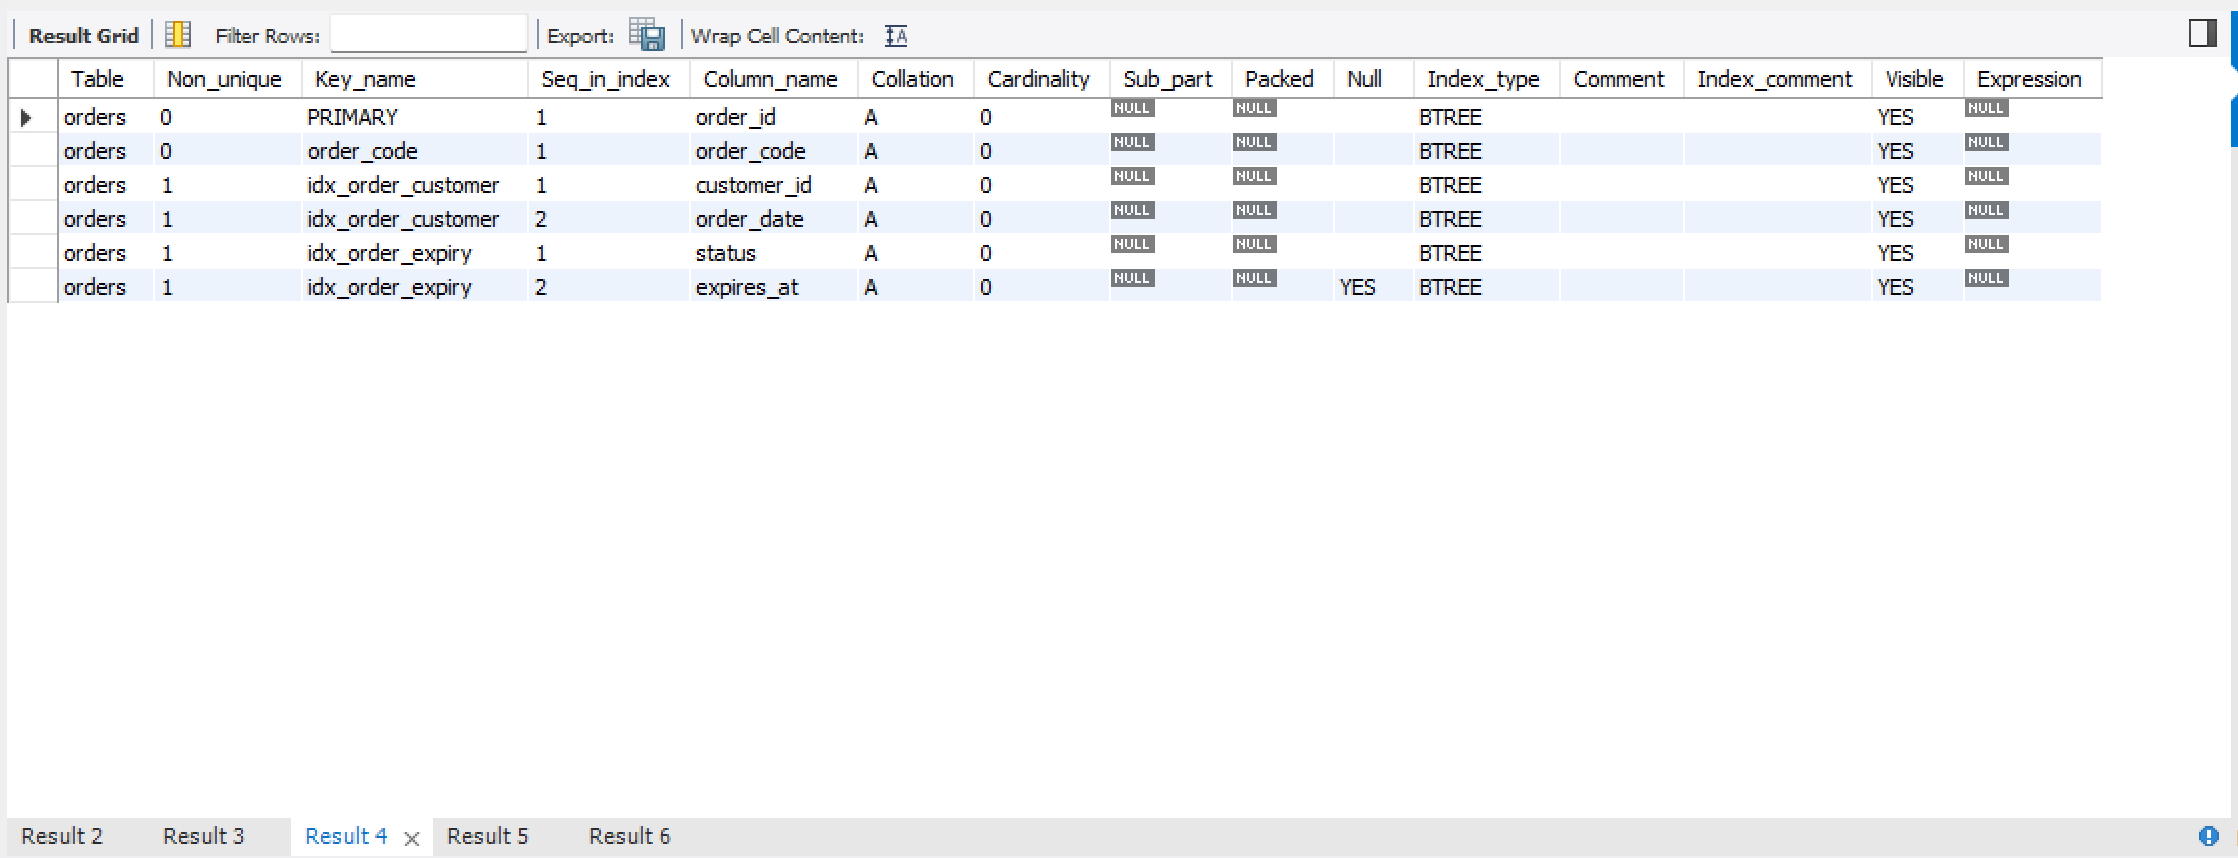 Result Grid Filter Rows: Export: Wrap Cell Content: A
Table Non_unique Key_name Seq_in_index Column_name Collation Cardinality Sub_part Packed Null Index_type Comment Index_comment Visible Expression
orders 0 PRIMARY 1 order_id A 0 NULL NULL BTREE YES NULL
orders 0 order_code 1 order_code A 0 NULL NULL BTREE YES NULL
orders 1 idx_order_customer 1 customer_id A 0 NULL NULL BTREE YES NULL
orders 1 idx_order_customer 2 order_date A 0 NULL NULL BTREE YES NULL
orders 1 idx_order_expiry 1 status A 0 NULL NULL BTREE YES NULL
orders 1 idx_order_expiry 2 expires_at A 0 NULL NULL YES BTREE YES NULL
Result 2 Result 3 Result 4 Result 5 Result 6